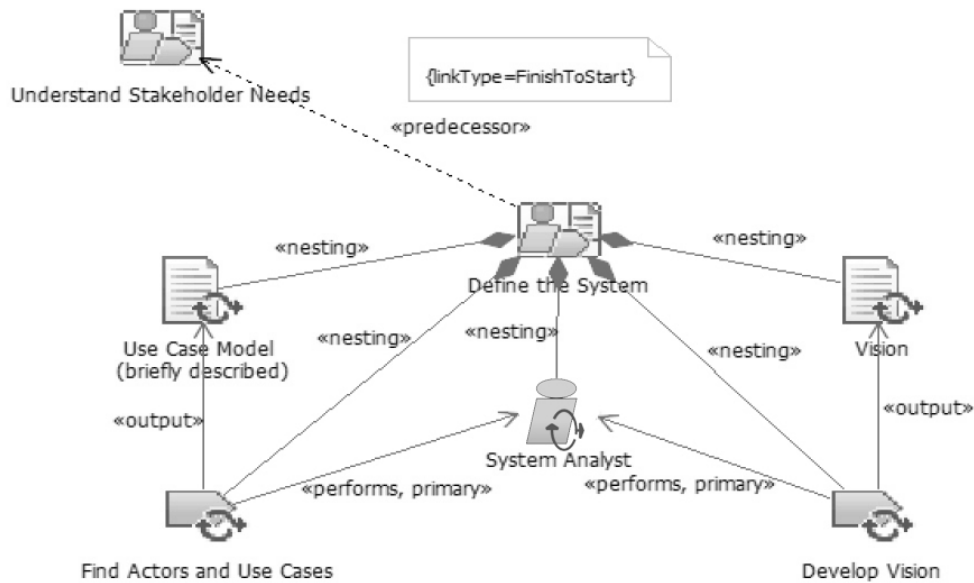 {linkType=FinishToStart}
Understand Stakeholder Needs
«predecessor»
«nesting»
«nesting»
Define the System
«nesting»
«nesting»
«nesting»
Use Case Model
(briefly described)
Vision
«output»
«output»
System Analyst
«performs, primary»
«performs, primary»
Find Actors and Use Cases
Develop Vision